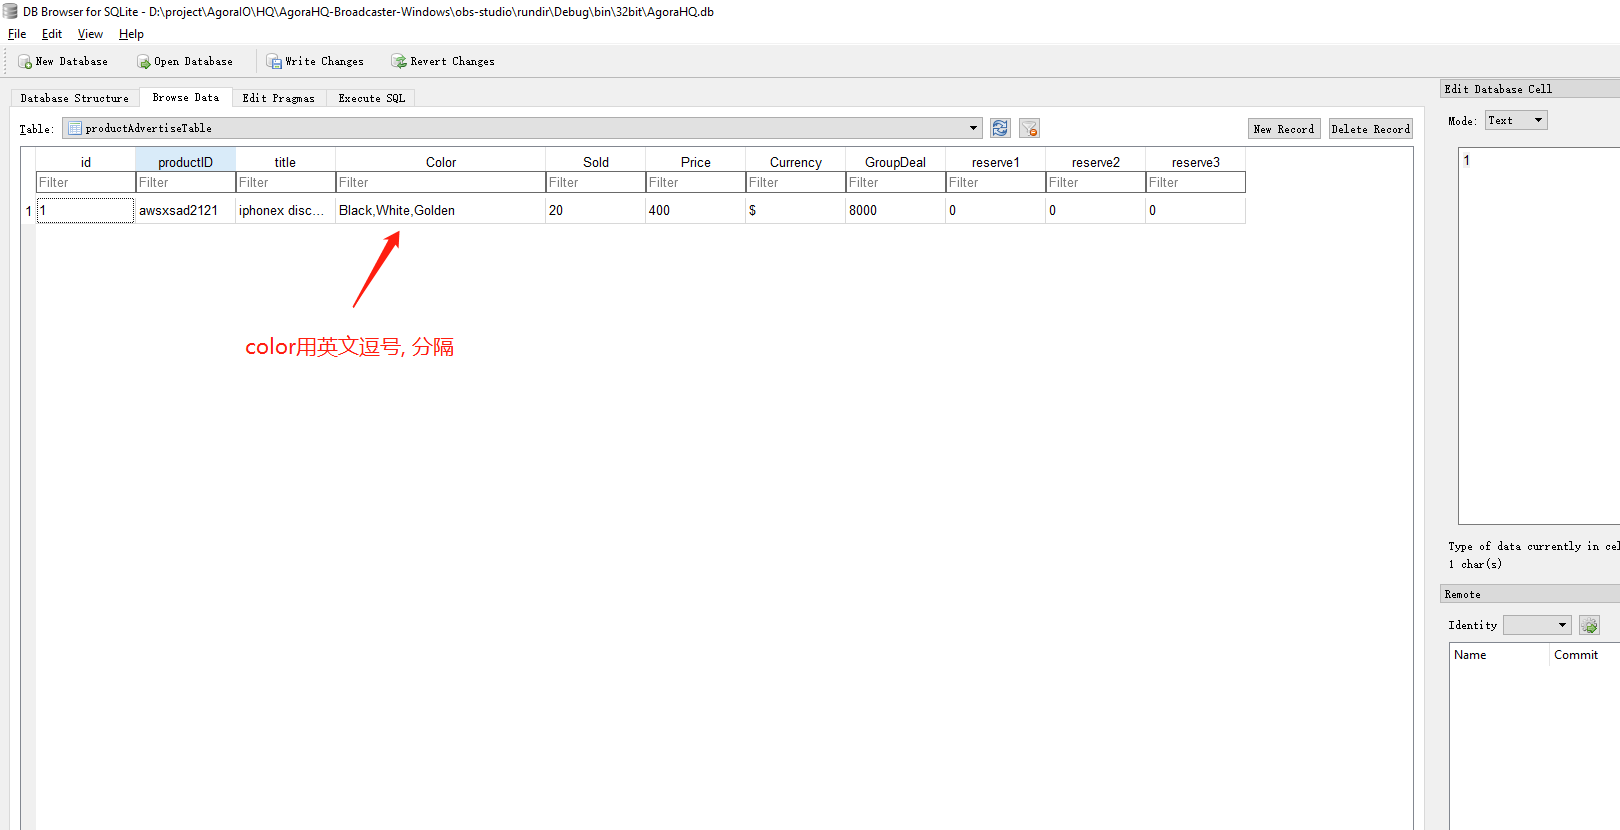 DB Browser for SQLite - D:\project\AgoraIO\HQ\AgoraHQ-Broadcaster-Windows\obs-studio\rundir\Debug\bin\32bit\AgoraHQ.db
File Edit View Help
New Database Open Database Write Changes Revert Changes
Database Structure Browse Data Edit Pragmas Execute SQL
Edit Database Cell
Table: productAdvertiseTable New Record Delete Record
Mode: Text
id productID title Color Sold Price Currency GroupDeal reserve1 reserve2 reserve3
Filter Filter Filter Filter Filter Filter Filter Filter Filter Filter Filter
1 1 awsxsad2121 iphonex disc... Black,White,Golden 20 400 $ 8000 0 0 0
1
color用英文逗号, 分隔
Type of data currently in cel
1 char(s)
Remote
Identity
Name Commit